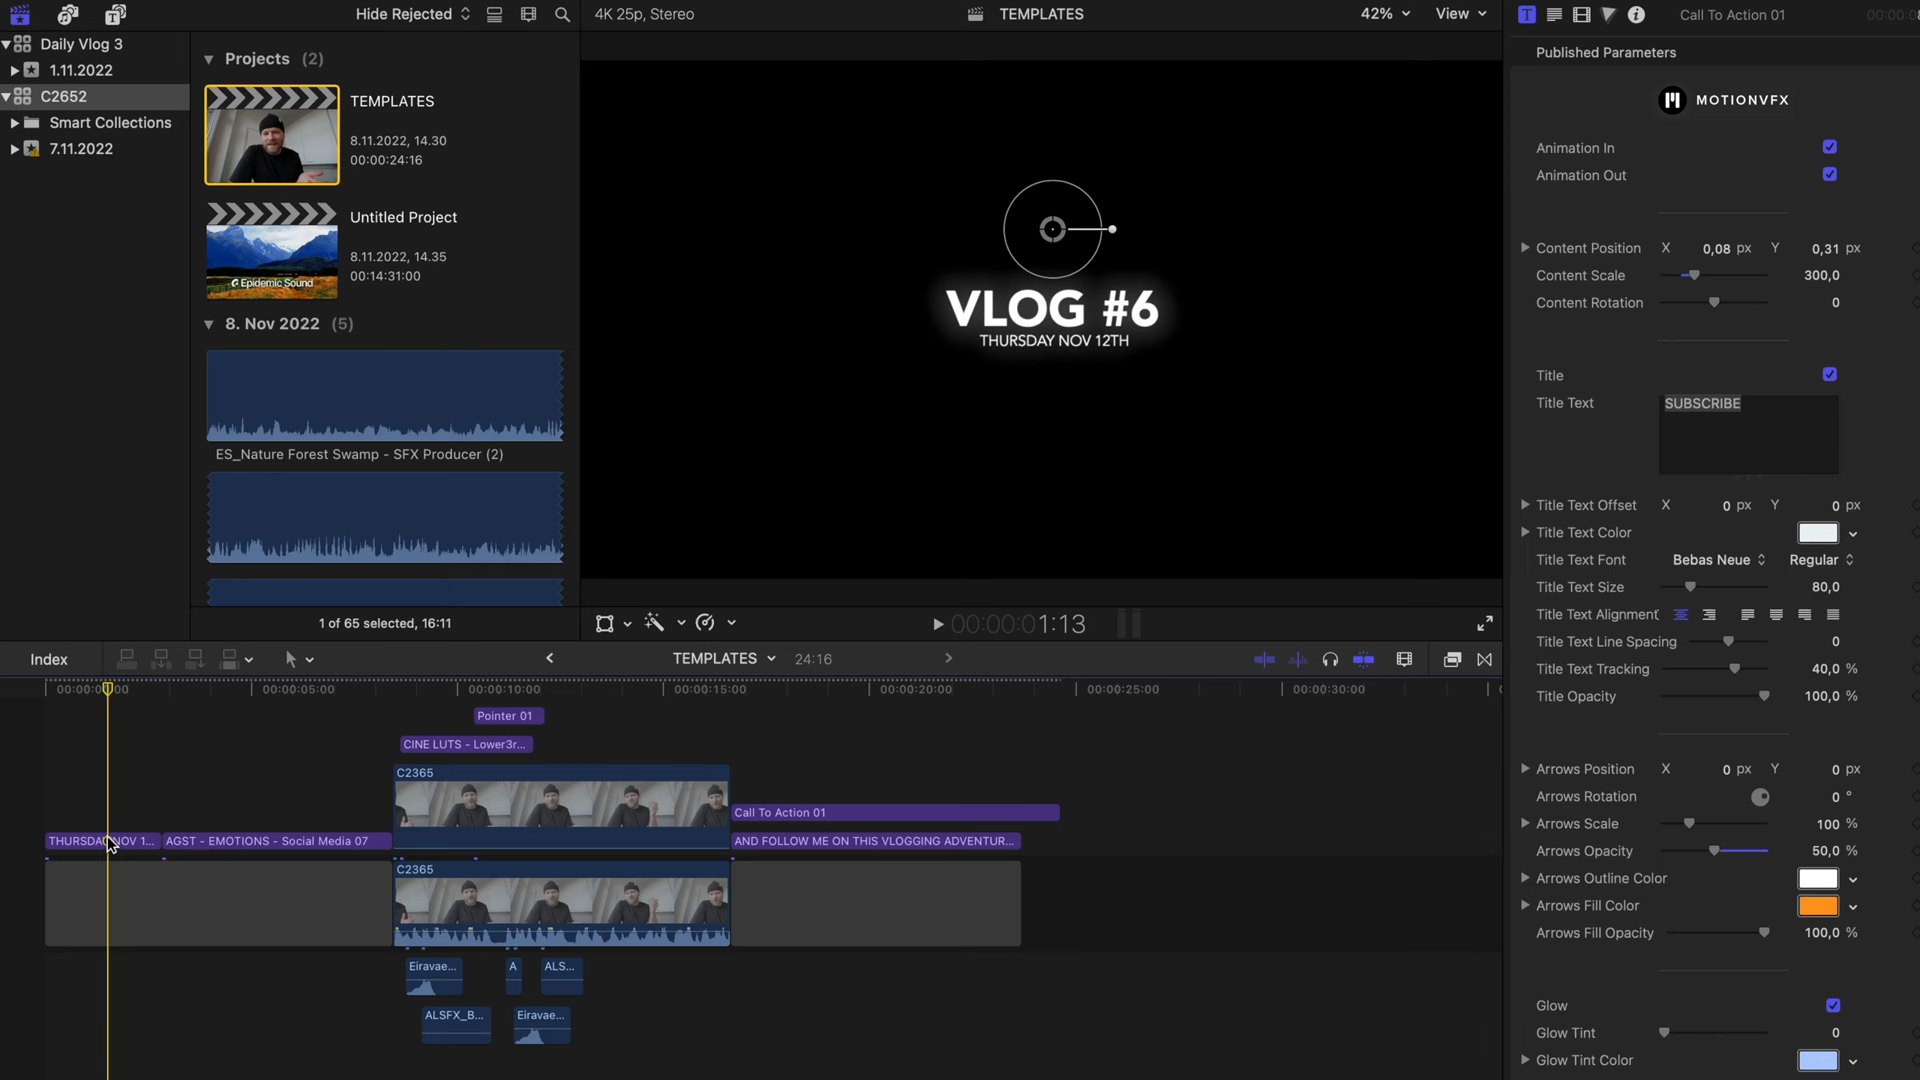 Hide Rejected
4K 25p, Stereo
TEMPLATES
42%
View
Call To Action 01
Daily Vlog 3
1.11.2022
C2652
Smart Collections
7.11.2022
Projects (2)
TEMPLATES
8.11.2022, 14.30
00:00:24:16
Untitled Project
8.11.2022, 14.35
00:14:31:00
Epidemic Sound
8. Nov 2022 (5)
ES_Nature Forest Swamp - SFX Producer (2)
1 of 65 selected, 16:11
VLOG #6
THURSDAY NOV 12TH
00:00:01:13
Published Parameters
MOTIONVFX
Animation In
Animation Out
Content Position X 0,08 px Y 0,31 px
Content Scale 300,0
Content Rotation 0
Title
Title Text SUBSCRIBE
Title Text Offset X 0 px Y 0 px
Title Text Color
Title Text Font Bebas Neue Regular
Title Text Size 80,0
Title Text Alignment
Title Text Line Spacing 0
Title Text Tracking 40,0 %
Title Opacity 100,0 %
Arrows Position X 0 px Y 0 px
Arrows Rotation 0 °
Arrows Scale 100 %
Arrows Opacity 50,0 %
Arrows Outline Color
Arrows Fill Color
Arrows Fill Opacity 100,0 %
Glow
Glow Tint 0
Glow Tint Color
Index
TEMPLATES
24:16
00:00:05:00
00:00:10:00
00:00:15:00
00:00:20:00
00:00:25:00
00:00:30:00
Pointer 01
CINE LUTS - Lower3r...
C2365
Call To Action 01
THURSDAY NOV 1...
AGST - EMOTIONS - Social Media 07
AND FOLLOW ME ON THIS VLOGGING ADVENTUR...
C2365
Eiravae...
A
ALS...
ALSFX_B...
Eiravae...